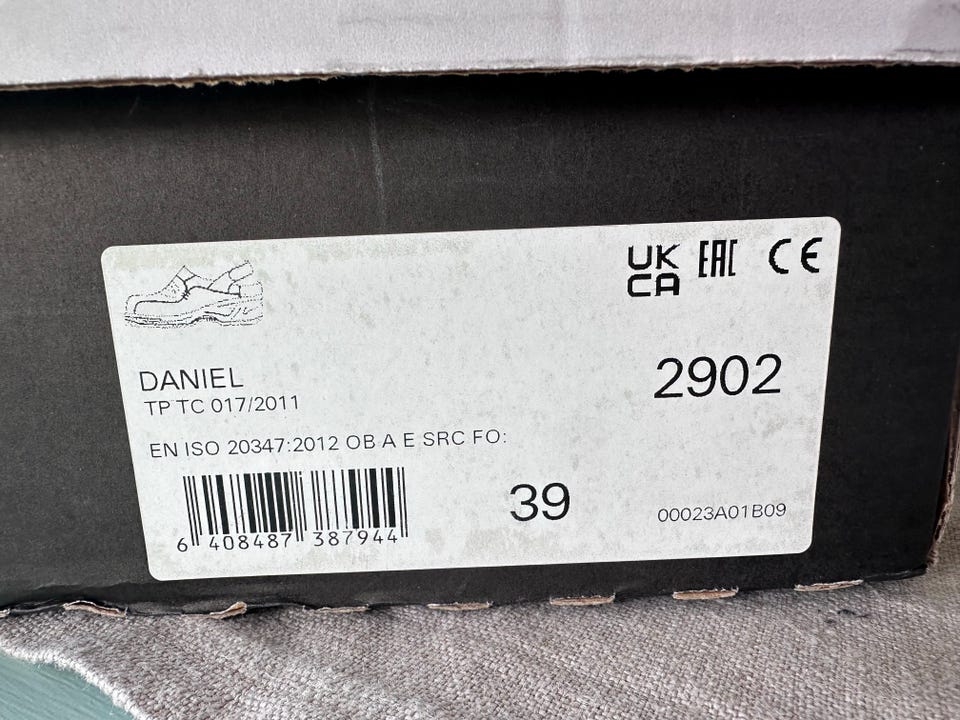 UK
CA
EAC
CE
DANIEL
2902
TP TC 017/2011
EN ISO 20347:2012 OB A E SRC FO:
39
00023A01B09
6 408487 387944